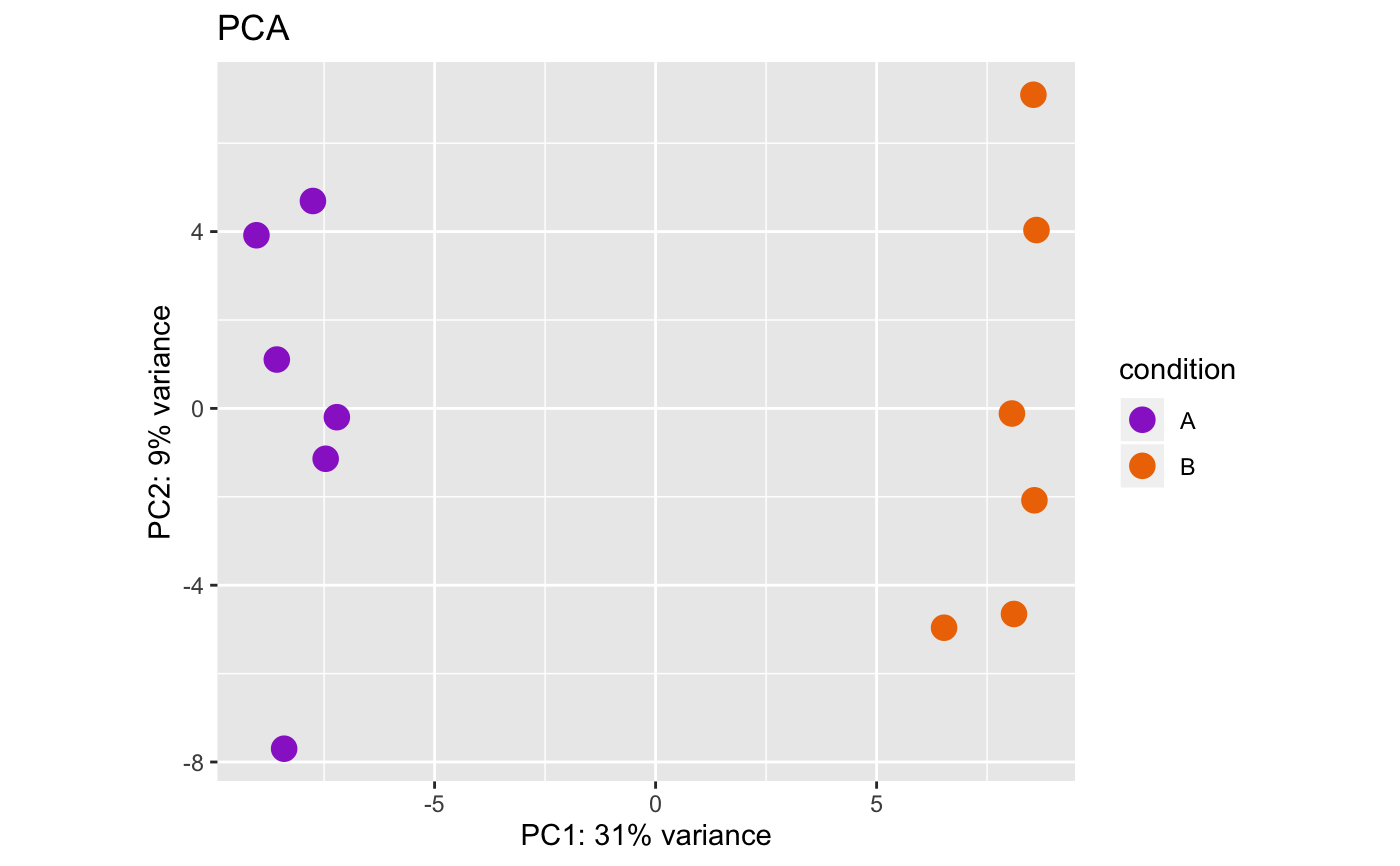 PCA
4
0
-4
-8
PC2: 9% variance
-5
0
5
PC1: 31% variance
condition
A
B